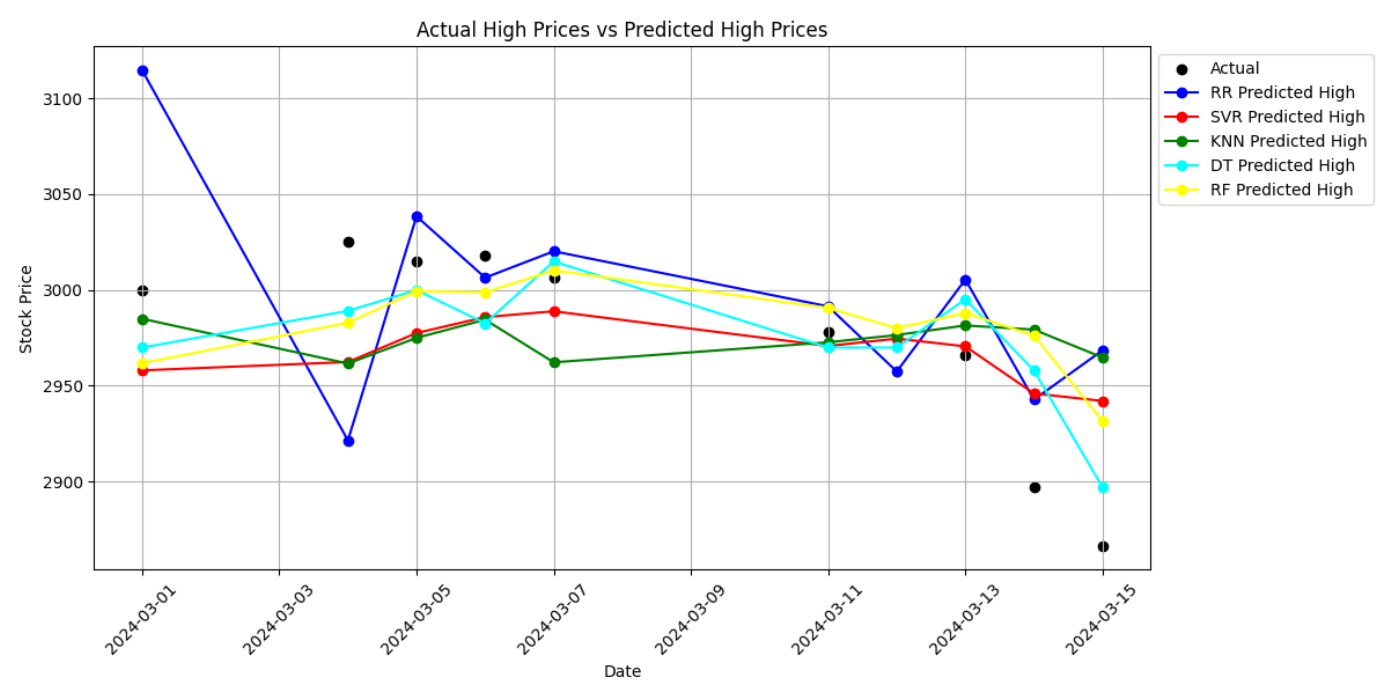 Actual High Prices vs Predicted High Prices
Stock Price
3100
3050
3000
2950
2900
2024-03-01
2024-03-03
2024-03-05
2024-03-07
2024-03-09
2024-03-11
2024-03-13
2024-03-15
Date
Actual
RR Predicted High
SVR Predicted High
KNN Predicted High
DT Predicted High
RF Predicted High